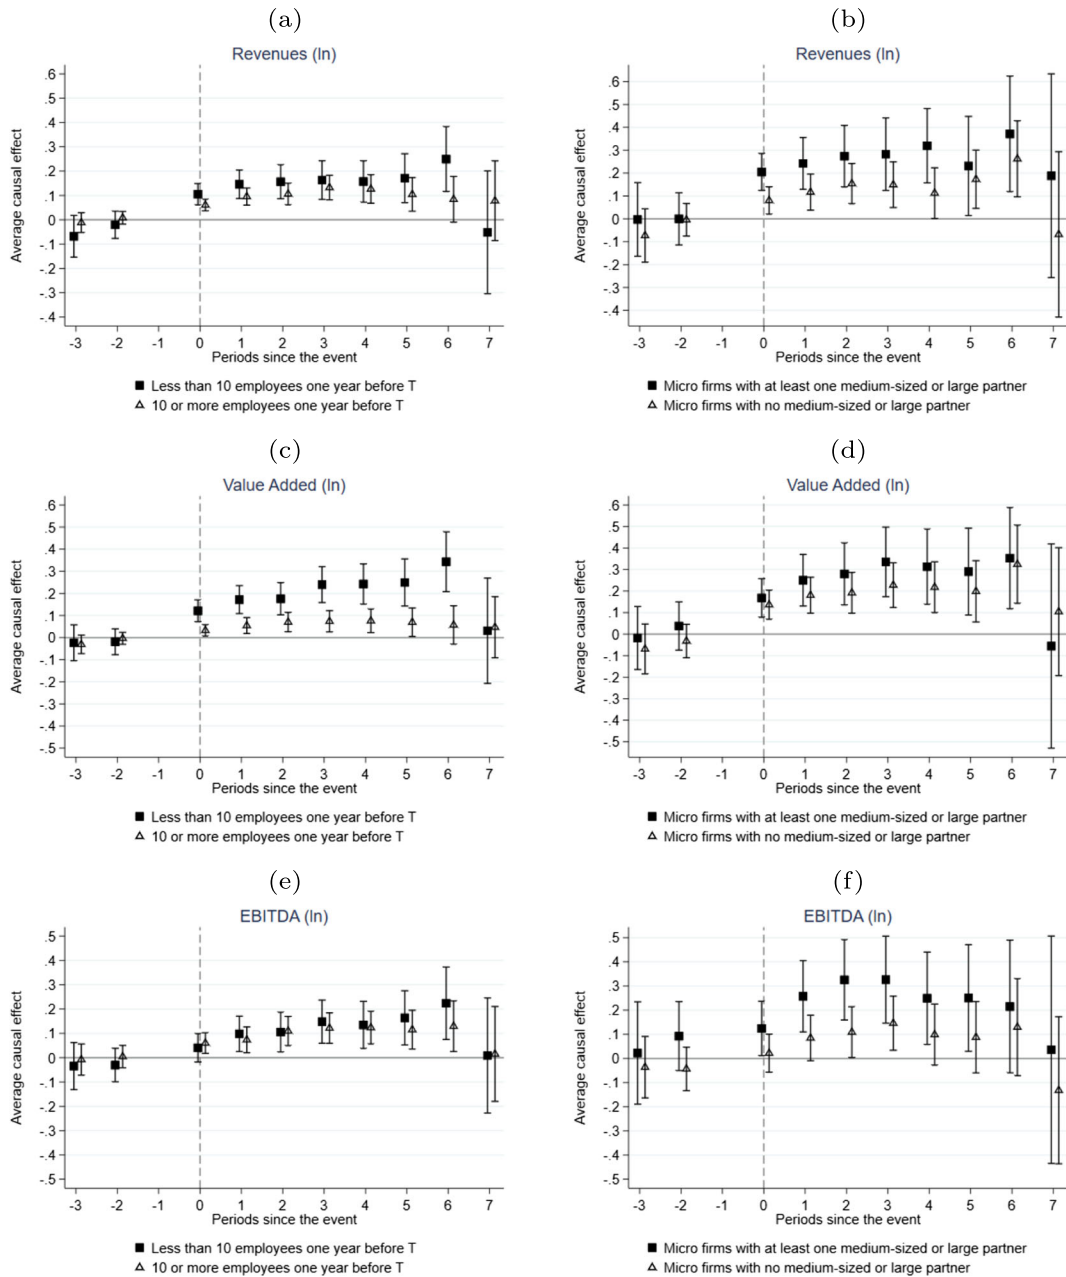 (a)
Revenues (ln)
Average causal effect
.6
.5
.4
.3
.2
.1
0
-.1
-.2
-.3
-.4
-3 -2 -1 0 1 2 3 4 5 6 7
Periods since the event
Less than 10 employees one year before T
10 or more employees one year before T
(b)
Revenues (ln)
Average causal effect
.6
.5
.4
.3
.2
.1
0
-.1
-.2
-.3
-.4
-3 -2 -1 0 1 2 3 4 5 6 7
Periods since the event
Micro firms with at least one medium-sized or large partner
Micro firms with no medium-sized or large partner
(c)
Value Added (ln)
Average causal effect
.6
.5
.4
.3
.2
.1
0
-.1
-.2
-.3
-.4
-.5
-3 -2 -1 0 1 2 3 4 5 6 7
Periods since the event
Less than 10 employees one year before T
10 or more employees one year before T
(d)
Value Added (ln)
Average causal effect
.6
.5
.4
.3
.2
.1
0
-.1
-.2
-.3
-.4
-.5
-3 -2 -1 0 1 2 3 4 5 6 7
Periods since the event
Micro firms with at least one medium-sized or large partner
Micro firms with no medium-sized or large partner
(e)
EBITDA (ln)
Average causal effect
.5
.4
.3
.2
.1
0
-.1
-.2
-.3
-.4
-.5
-3 -2 -1 0 1 2 3 4 5 6 7
Periods since the event
Less than 10 employees one year before T
10 or more employees one year before T
(f)
EBITDA (ln)
Average causal effect
.5
.4
.3
.2
.1
0
-.1
-.2
-.3
-.4
-.5
-3 -2 -1 0 1 2 3 4 5 6 7
Periods since the event
Micro firms with at least one medium-sized or large partner
Micro firms with no medium-sized or large partner